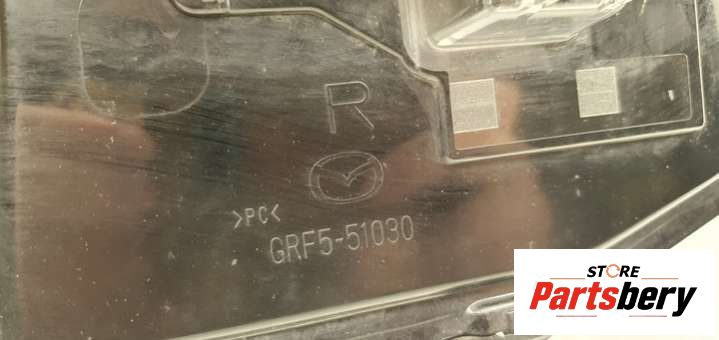 R
>PC<
GRF5-51030
STORE
Partsbery